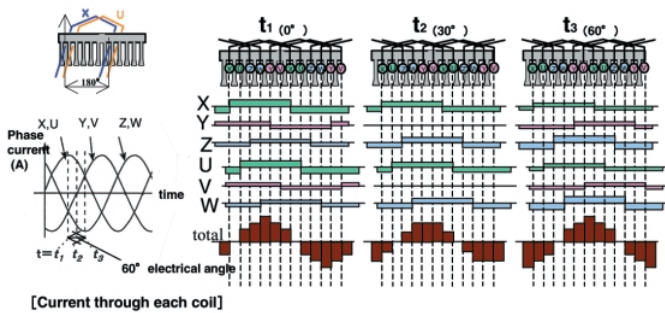 X U
180°
X,U Y,V Z,W
Phase
current
(A)
time
t=t1 t2 t3
60° electrical angle
[Current through each coil]
t1 (0°) t2 (30°) t3 (60°)
X
Y
Z
U
V
W
total